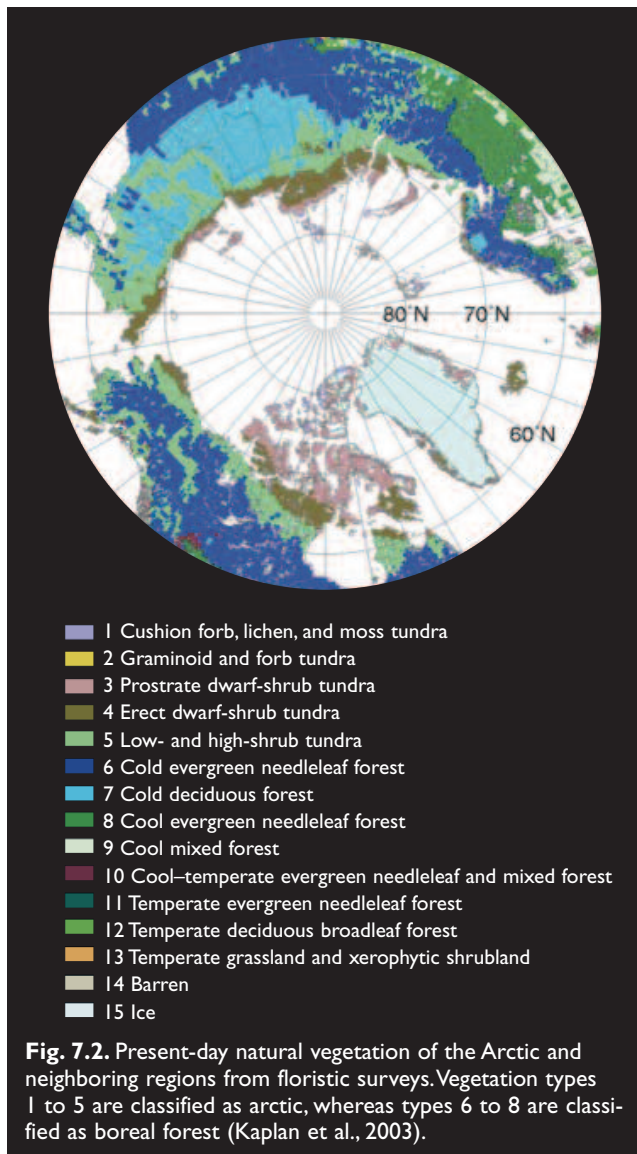 80°N 70°N
60°N
1 Cushion forb, lichen, and moss tundra
2 Graminoid and forb tundra
3 Prostrate dwarf-shrub tundra
4 Erect dwarf-shrub tundra
5 Low- and high-shrub tundra
6 Cold evergreen needleleaf forest
7 Cold deciduous forest
8 Cool evergreen needleleaf forest
9 Cool mixed forest
10 Cool–temperate evergreen needleleaf and mixed forest
11 Temperate evergreen needleleaf forest
12 Temperate deciduous broadleaf forest
13 Temperate grassland and xerophytic shrubland
14 Barren
15 Ice
Fig. 7.2. Present-day natural vegetation of the Arctic and
neighboring regions from floristic surveys. Vegetation types
1 to 5 are classified as arctic, whereas types 6 to 8 are classi-
fied as boreal forest (Kaplan et al., 2003).